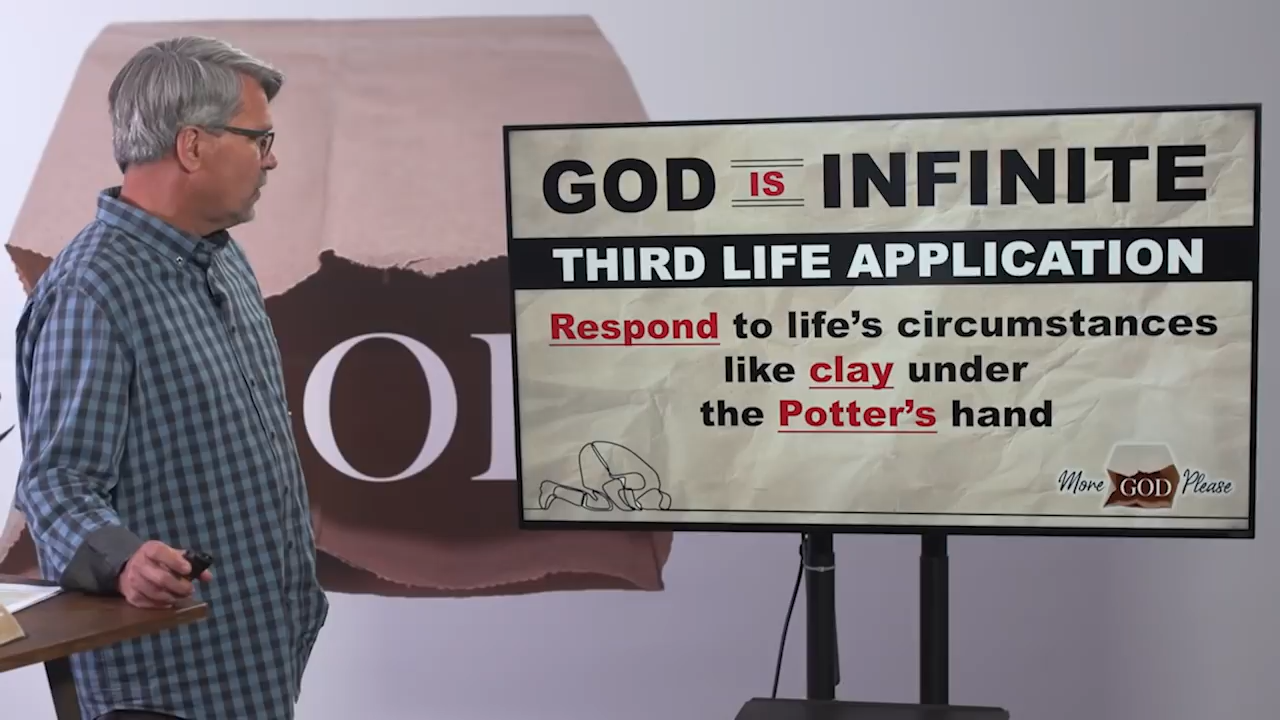 GOD IS INFINITE
THIRD LIFE APPLICATION
Respond to life's circumstances
like clay under
the Potter's hand
More GOD Please